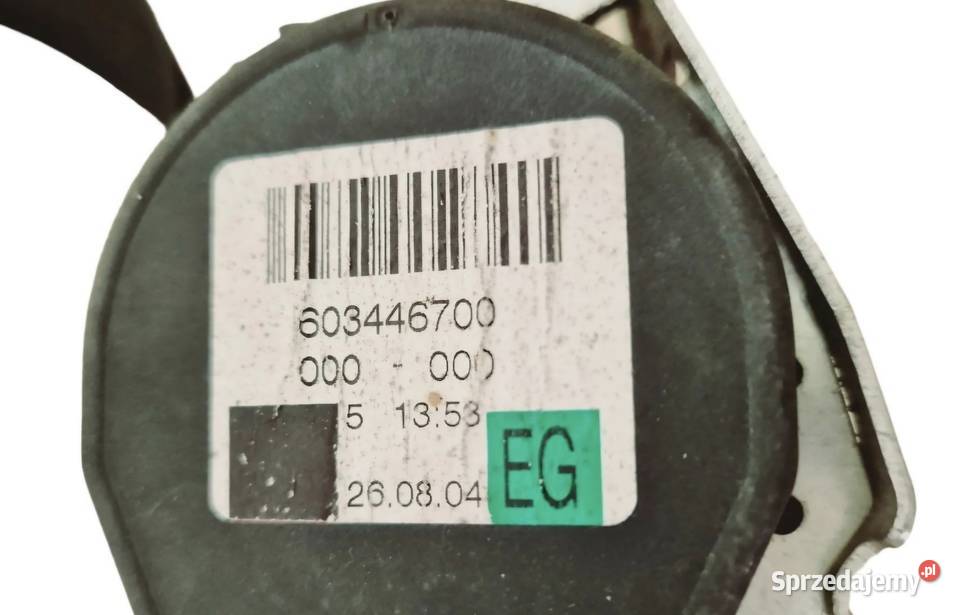 603446700
000 - 000
5 13:53
26.08.04 EG
Sprzedajemy.pl